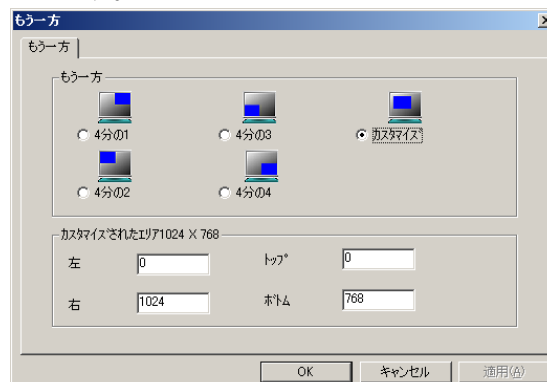 もう一方
もう一方
もう一方
4分の1
4分の3
カスタマイズ
4分の2
4分の4
カスタマイズされたエリア1024 X 768
左 0 トップ 0
右 1024 ボトム 768
OK キャンセル 適用(A)